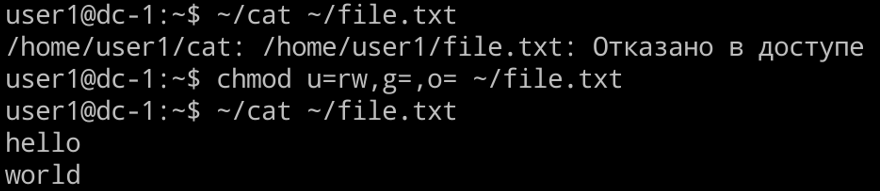 user1@dc-1:~$ ~/cat ~/file.txt
/home/user1/cat: /home/user1/file.txt: Отказано в доступе
user1@dc-1:~$ chmod u=rw,g=,o= ~/file.txt
user1@dc-1:~$ ~/cat ~/file.txt
hello
world